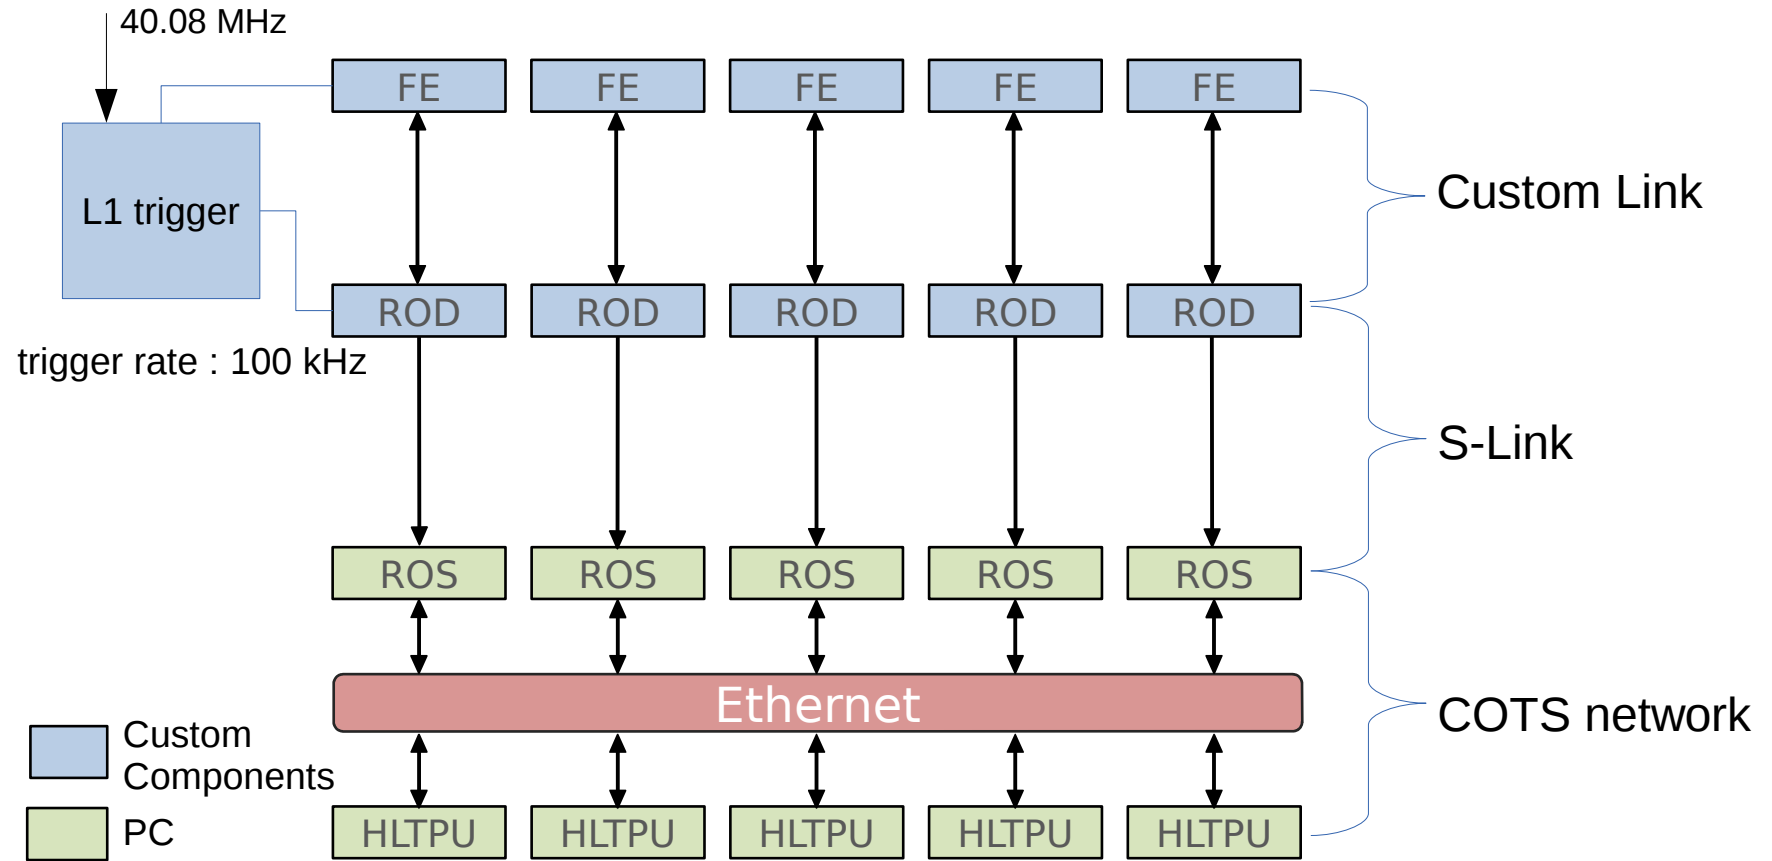 40.08 MHz
FE FE FE FE FE
Custom Link
L1 trigger
ROD ROD ROD ROD ROD
trigger rate : 100 kHz
S-Link
ROS ROS ROS ROS ROS
Ethernet
COTS network
Custom
Components
PC
HLTPU HLTPU HLTPU HLTPU HLTPU